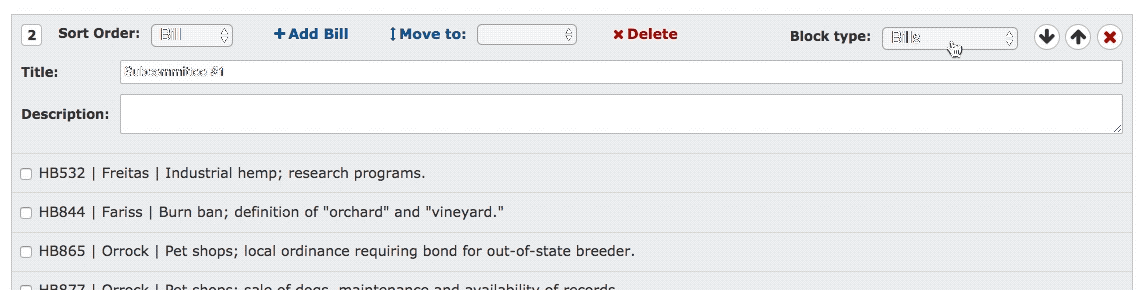 2 Sort Order: Bill Add Bill Move to: Delete Block type: Bills
Title: Subcommittee #1
Description:
HB532 | Freitas | Industrial hemp; research programs.
HB844 | Fariss | Burn ban; definition of "orchard" and "vineyard."
HB865 | Orrock | Pet shops; local ordinance requiring bond for out-of-state breeder.
HB877 | Orrock | Pet shops; sale of dogs, maintenance and availability of records.